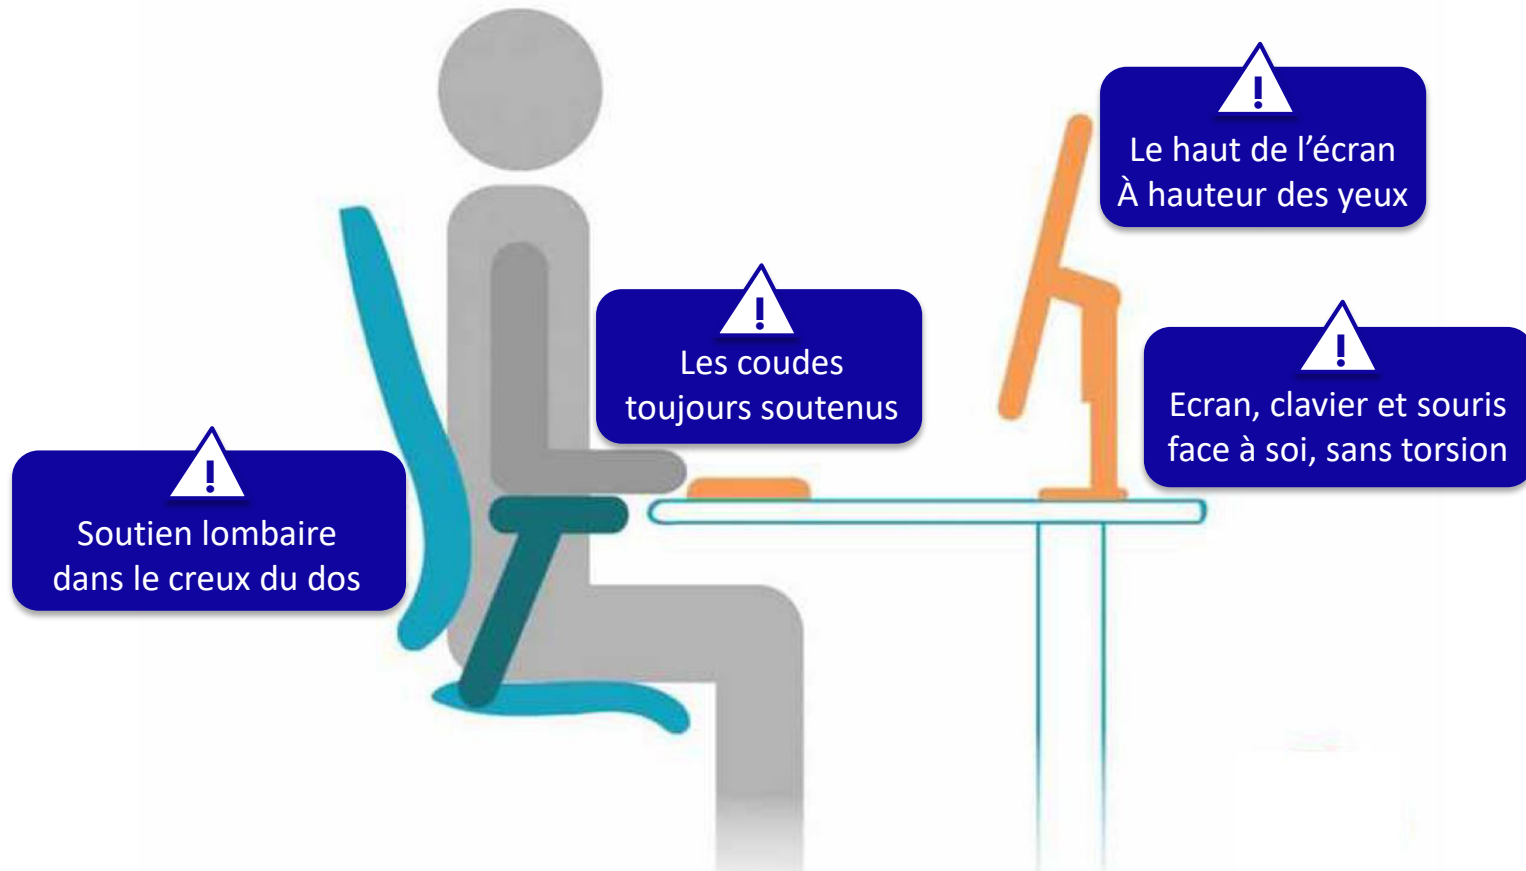 !
Le haut de l’écran
À hauteur des yeux
!
Les coudes
toujours soutenus
!
Ecran, clavier et souris
face à soi, sans torsion
!
Soutien lombaire
dans le creux du dos